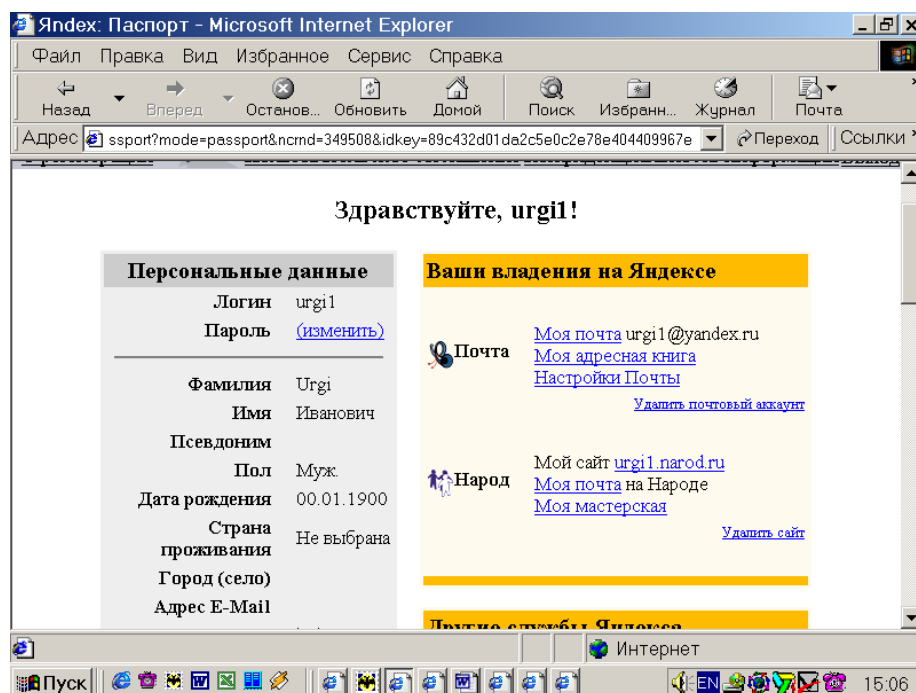 Яndex: Паспорт - Microsoft Internet Explorer
Файл Правка Вид Избранное Сервис Справка
Назад Вперед Останов... Обновить Домой Поиск Избранн... Журнал Почта
Адрес ssport?mode=passport&ncrnd=349508&idkey=89c432d01da2c5e0c2e78e404409967e Переход Ссылки
Здравствуйте, urgi1!
Персональные данные
Логин urgi1
Пароль (изменить)
Фамилия Urgi
Имя Иванович
Псевдоним
Пол Муж.
Дата рождения 00.01.1900
Страна
проживания Не выбрана
Город (село)
Адрес E-Mail
Ваши владения на Яндексе
Почта
Моя почта urgi1@yandex.ru
Моя адресная книга
Настройки Почты
Удалить почтовый аккаунт
Народ
Мой сайт urgi1.narod.ru
Моя почта на Народе
Моя мастерская
Удалить сайт
Другие службы Яндекса
Интернет
Пуск EN 15:06